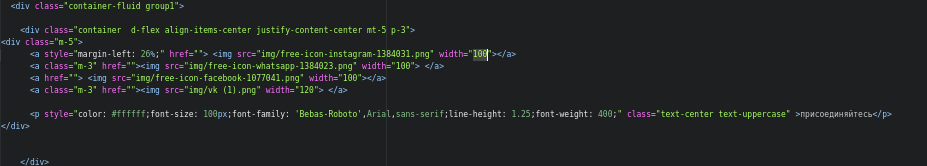 <div class="container-fluid group1">
<div class="container  d-flex align-items-center justify-content-center mt-5 p-3">
<div class="m-5">
<a style="margin-left: 26%;" href=""> <img src="img/free-icon-instagram-1384031.png" width="100"></a>
<a class="m-3" href=""><img src="img/free-icon-whatsapp-1384023.png" width="100"> </a>
<a href=""> <img src="img/free-icon-facebook-1077041.png" width="100"></a>
<a class="m-3" href=""><img src="img/vk (1).png" width="120"> </a>
<p style="color: #ffffff;font-size: 100px;font-family: 'Bebas-Roboto',Arial,sans-serif;line-height: 1.25;font-weight: 400;" class="text-center text-uppercase" >присоединяйтесь</p>
</div>
</div>